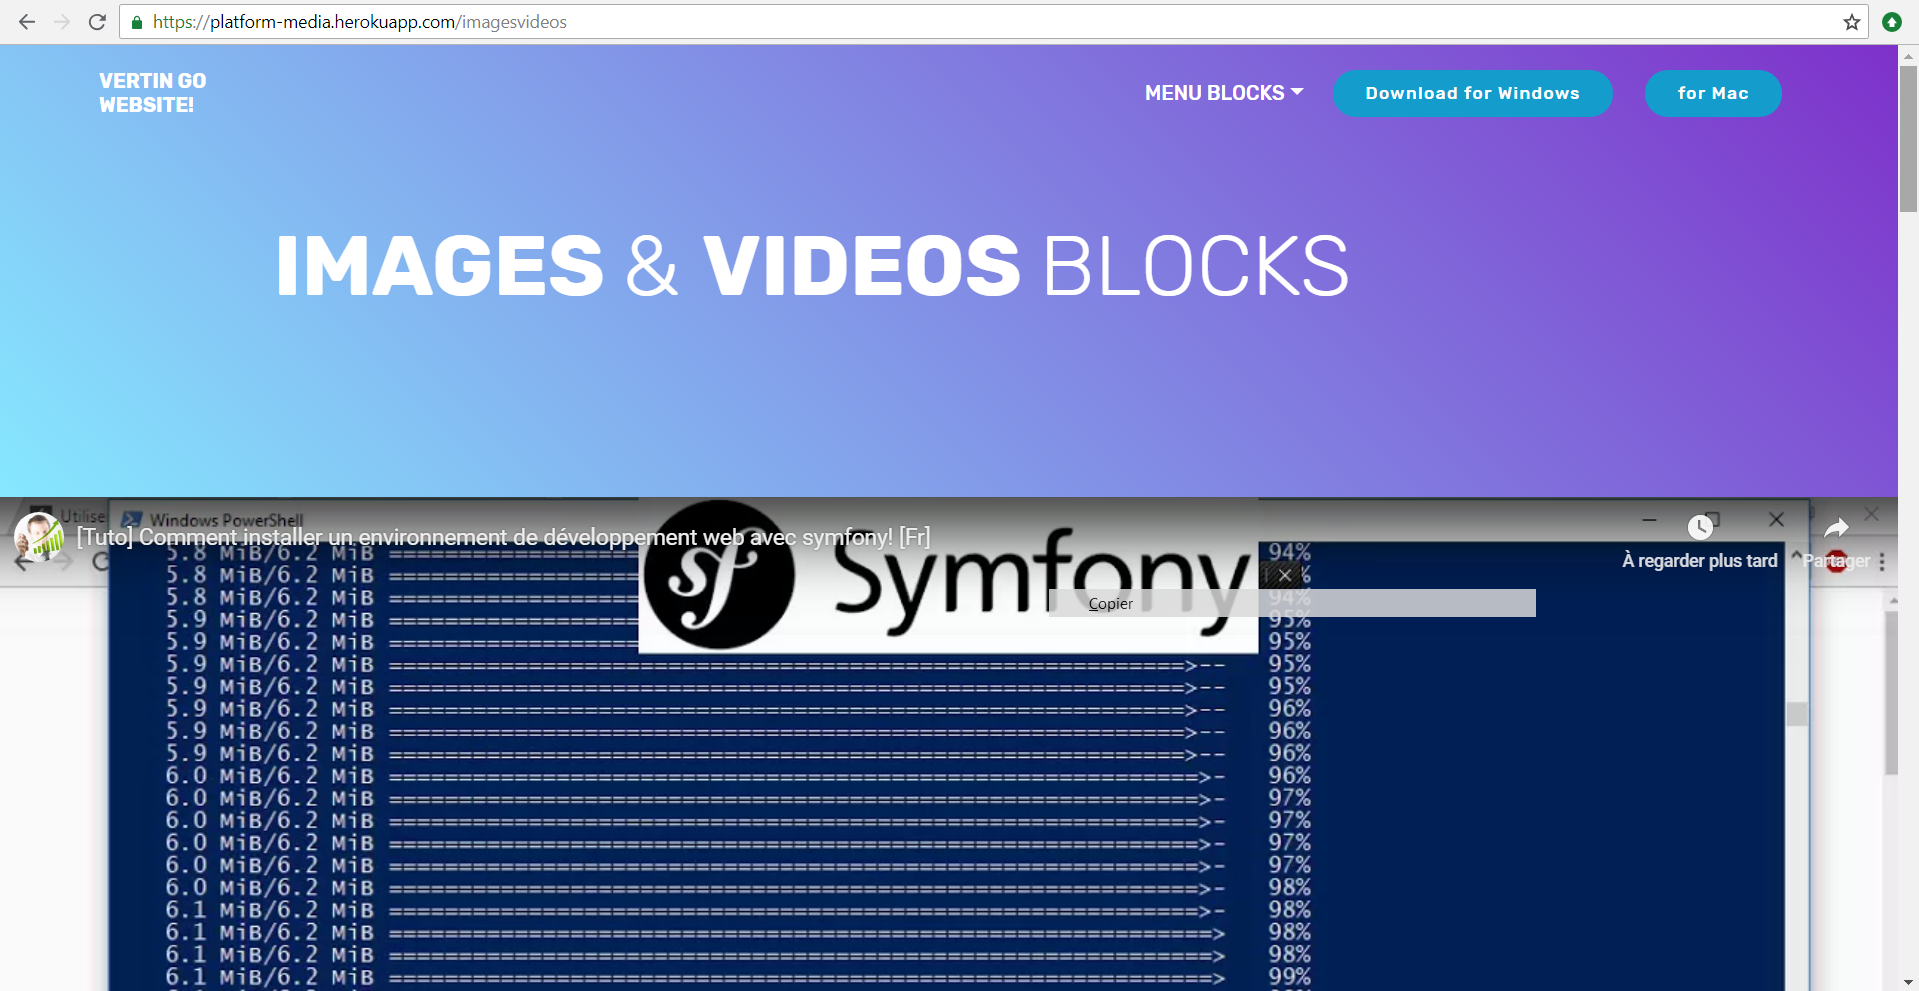 https://platform-media.herokuapp.com/imagesvideos
VERTIN GO
WEBSITE!
MENU BLOCKS
Download for Windows
for Mac
IMAGES & VIDEOS BLOCKS
Utilise
Windows PowerShell
[Tuto] Comment installer un environnement de développement web avec symfony! [Fr]
À regarder plus tard
Partager
Symfony
Copier
5.8 MiB/6.2 MiB ================ 94%
5.8 MiB/6.2 MiB ================ %
5.8 MiB/6.2 MiB ================ 94%
5.9 MiB/6.2 MiB ================ 95%
5.9 MiB/6.2 MiB ================ 95%
5.9 MiB/6.2 MiB =========================================================>-- 95%
5.9 MiB/6.2 MiB =========================================================>-- 95%
5.9 MiB/6.2 MiB =========================================================>-- 96%
5.9 MiB/6.2 MiB =========================================================>-- 96%
5.9 MiB/6.2 MiB =========================================================>-- 96%
6.0 MiB/6.2 MiB ==========================================================>- 96%
6.0 MiB/6.2 MiB ==========================================================>- 97%
6.0 MiB/6.2 MiB ==========================================================>- 97%
6.0 MiB/6.2 MiB ==========================================================>- 97%
6.0 MiB/6.2 MiB ==========================================================>- 97%
6.0 MiB/6.2 MiB ==========================================================>- 98%
6.1 MiB/6.2 MiB ==========================================================>- 98%
6.1 MiB/6.2 MiB ===========================================================> 98%
6.1 MiB/6.2 MiB ===========================================================> 98%
6.1 MiB/6.2 MiB ===========================================================> 99%